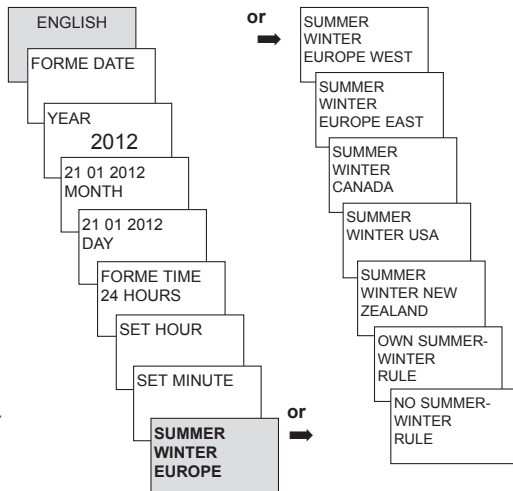 ENGLISH
FORME DATE
YEAR
2012
21 01 2012
MONTH
21 01 2012
DAY
FORME TIME
24 HOURS
SET HOUR
SET MINUTE
SUMMER
WINTER
EUROPE
or
SUMMER
WINTER
EUROPE WEST
SUMMER
WINTER
EUROPE EAST
SUMMER
WINTER
CANADA
SUMMER
WINTER USA
SUMMER
WINTER NEW
ZEALAND
OWN SUMMER-
WINTER
RULE
NO SUMMER-
WINTER
RULE
or